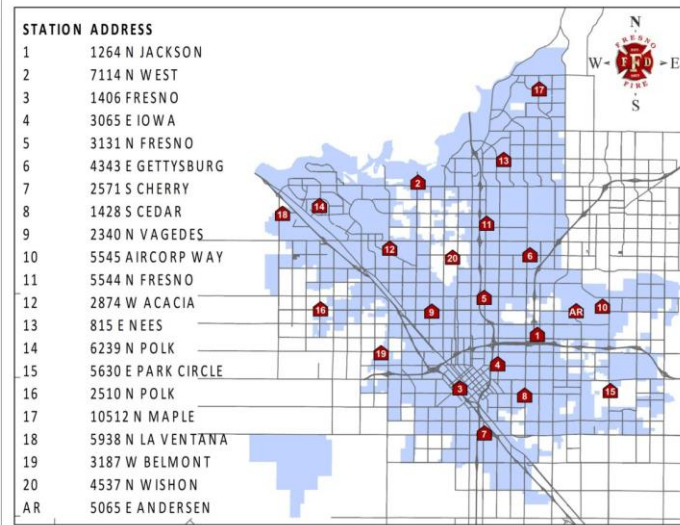 STATION ADDRESS
1 1264 N JACKSON
2 7114 N WEST
3 1406 FRESNO
4 3065 E IOWA
5 3131 N FRESNO
6 4343 E GETTYSBURG
7 2571 S CHERRY
8 1428 S CEDAR
9 2340 N VAGEDES
10 5545 AIRCORP WAY
11 5544 N FRESNO
12 2874 W ACACIA
13 815 E NEES
14 6239 N POLK
15 5630 E PARK CIRCLE
16 2510 N POLK
17 10512 N MAPLE
18 5938 N LA VENTANA
19 3187 W BELMONT
20 4537 N WISHON
AR 5065 E ANDERSEN
N
FRESNO
W F F D E
FIRE
S
17
13
2
14
18
11
12
20
6
5
AR 10
16
9
1
19
4
3
8
15
7